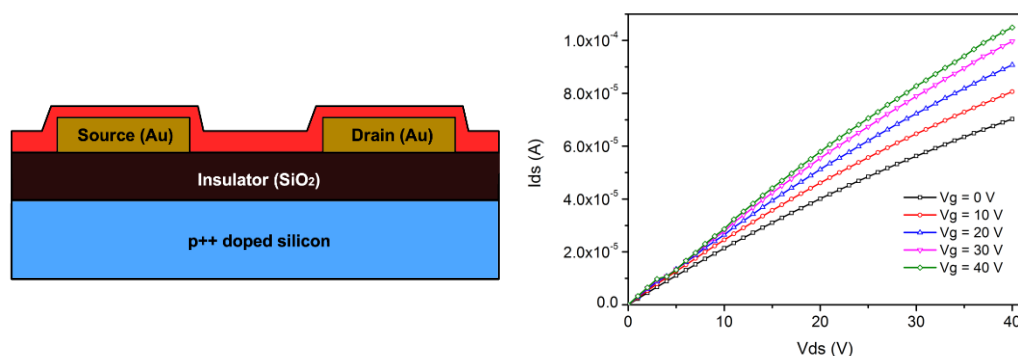 Source (Au)
Drain (Au)
Insulator (SiO₂)
p++ doped silicon
Ids (A)
1.0x10⁻⁴
8.0x10⁻⁵
6.0x10⁻⁵
4.0x10⁻⁵
2.0x10⁻⁵
0.0
Vg = 0 V
Vg = 10 V
Vg = 20 V
Vg = 30 V
Vg = 40 V
0 10 20 30 40
Vds (V)